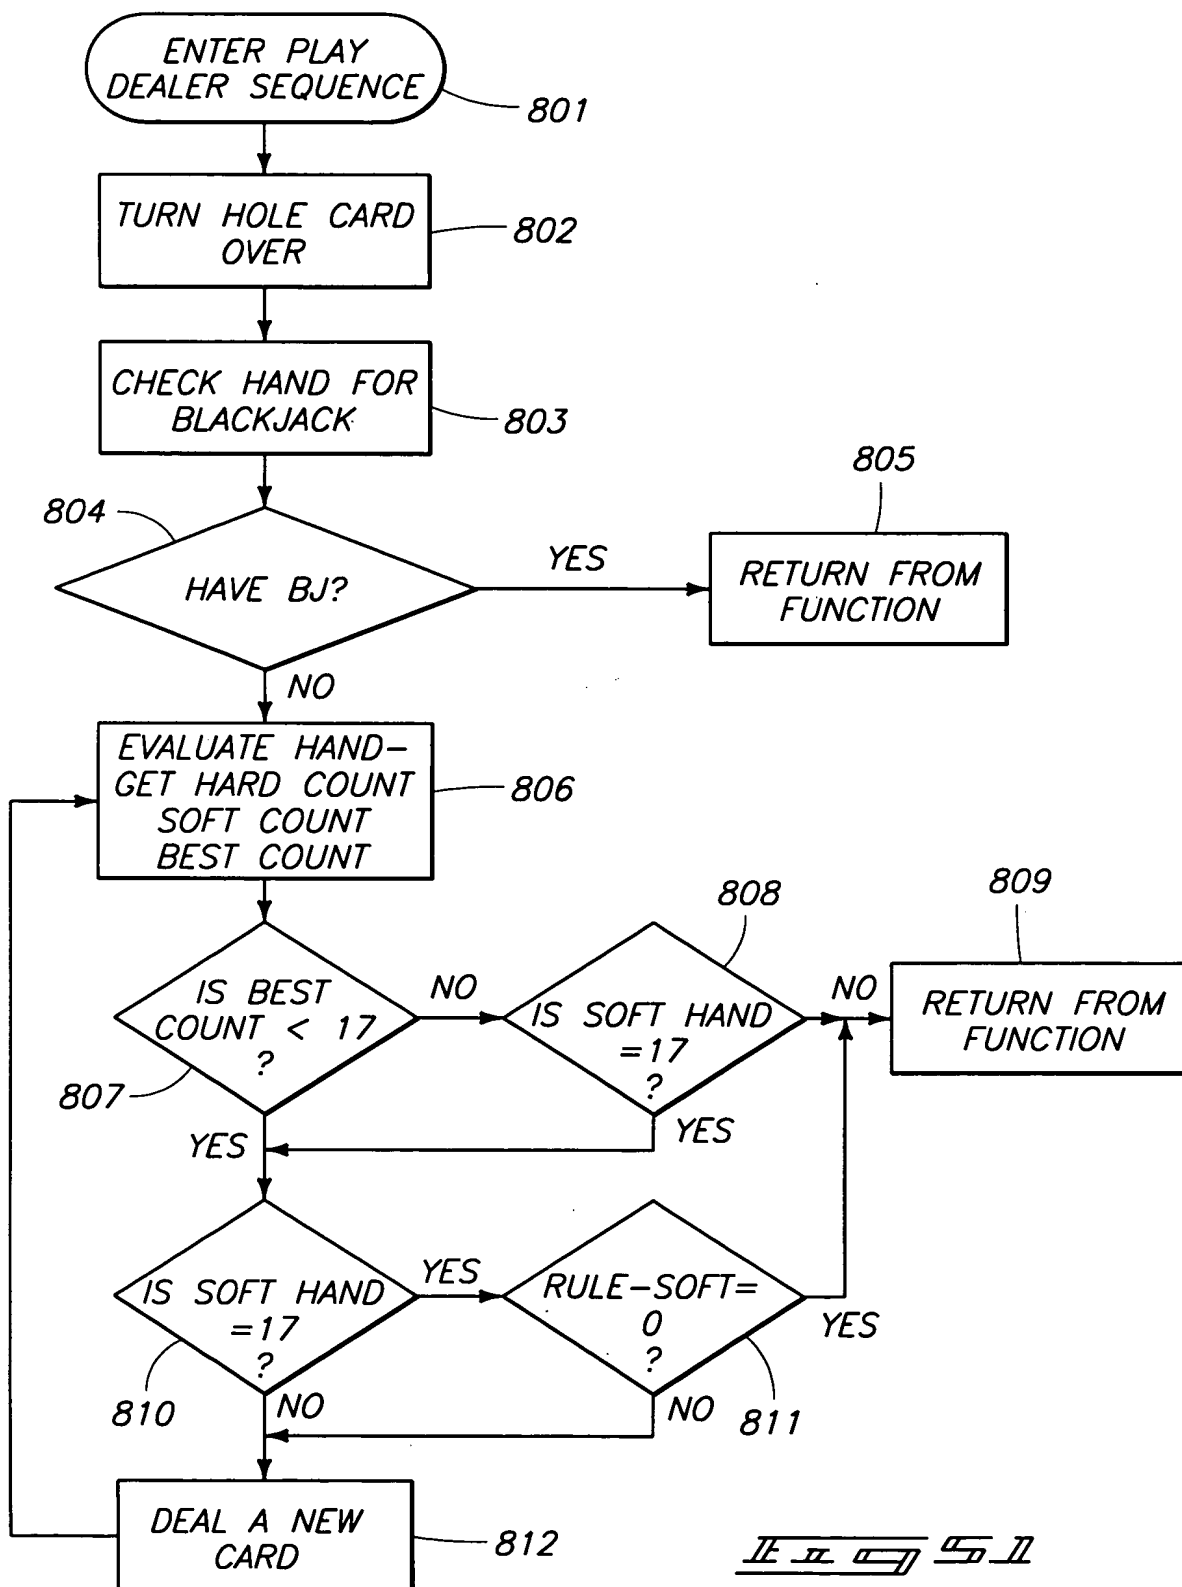 ENTER PLAY
DEALER SEQUENCE
801
TURN HOLE CARD
OVER
802
CHECK HAND FOR
BLACKJACK
803
804
HAVE BJ?
YES
805
RETURN FROM
FUNCTION
NO
EVALUATE HAND-
GET HARD COUNT
SOFT COUNT
BEST COUNT
806
IS BEST
COUNT < 17
?
807
NO
808
IS SOFT HAND
=17
?
NO
809
RETURN FROM
FUNCTION
YES
YES
IS SOFT HAND
=17
?
810
YES
RULE-SOFT=
0
?
811
YES
NO
NO
DEAL A NEW
CARD
812